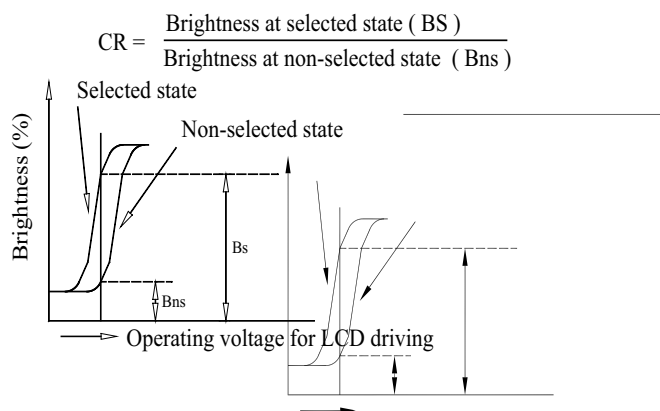 CR = Brightness at selected state ( BS )
Brightness at non-selected state ( Bns )
Selected state
Non-selected state
Brightness (%)
Bs
Bns
Operating voltage for LCD driving